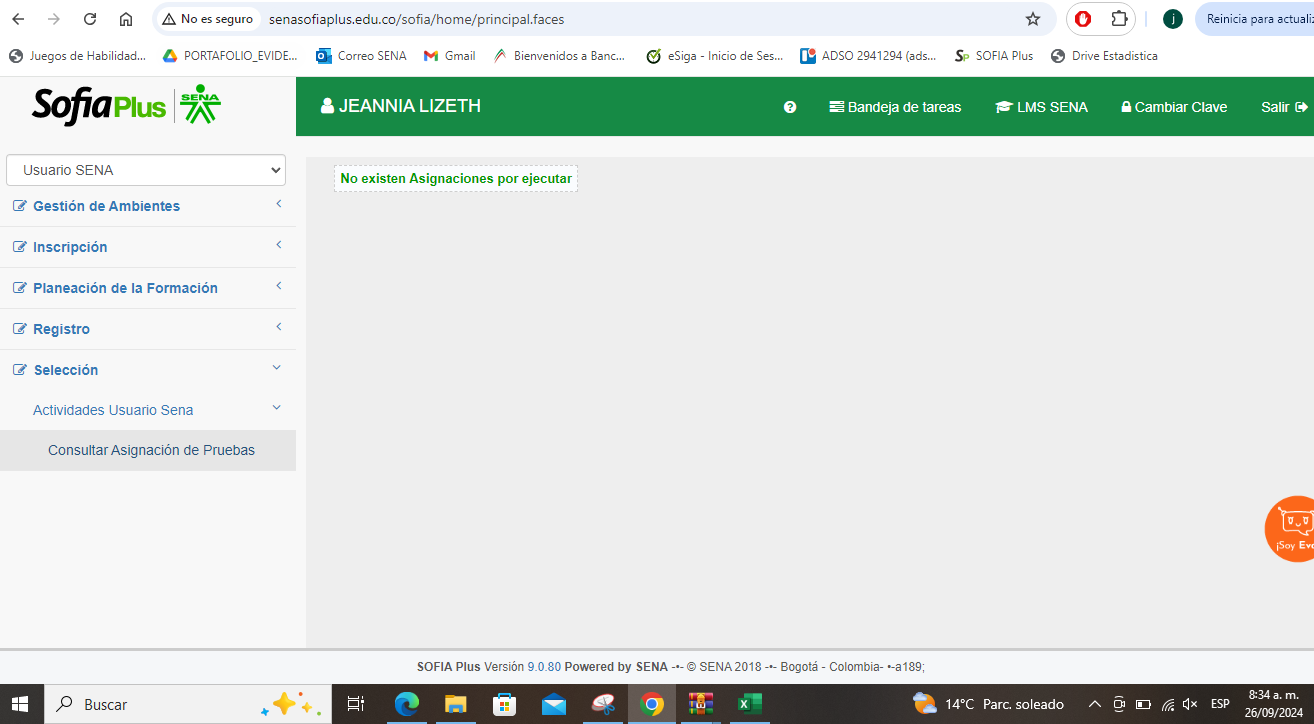 No es seguro senasofiaplus.edu.co/sofia/home/principal.faces j Reinicia para actualiz
Juegos de Habilidad... PORTAFOLIO_EVIDE... Correo SENA Gmail Bienvenidos a Banc... eSiga - Inicio de Ses... ADSO 2941294 (ads... Sp SOFIA Plus Drive Estadistica
SofiaPlus SENA
JEANNIA LIZETH ? Bandeja de tareas LMS SENA Cambiar Clave Salir
Usuario SENA
No existen Asignaciones por ejecutar
Gestión de Ambientes
Inscripción
Planeación de la Formación
Registro
Selección
Actividades Usuario Sena
Consultar Asignación de Pruebas
¡Soy Evo
SOFIA Plus Versión 9.0.80 Powered by SENA -•- © SENA 2018 -•- Bogotá - Colombia- •-a189;
Buscar 14°C Parc. soleado ESP 8:34 a. m.
26/09/2024